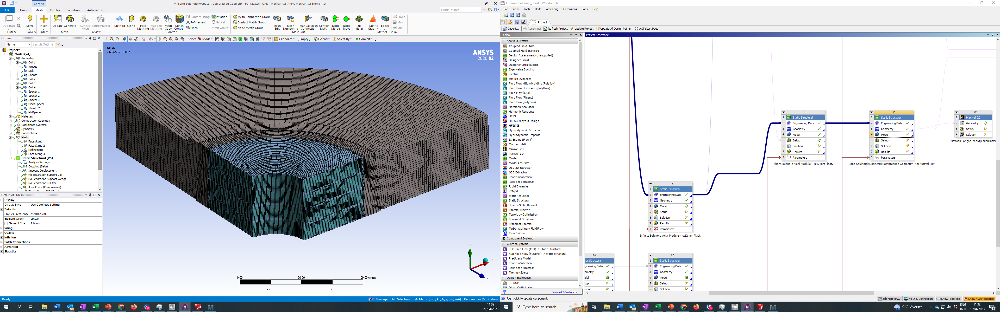 Context
V : Long Solenoid w/spacers Compressed Geometry - For Maxwell Only - Mechanical [Ansys Mechanical Enterprise]
File Home Mesh Display Selection Automation
Quick Launch
Duplicate
Outline
Solve
Solver
Insert
Insert
Update Generate
Mesh
Surface Mesh Source/Target
Preview
Method Sizing Face Meshing Mapped Meshing Mesh Copy Match Control
Contact Sizing Inflation
Refinement Gasket
Pinch Mesh Group
Controls
Mesh Connection Group
Contact Match Group
Node Merge Group
Mesh Edit Mesh Numbering Manual Mesh Connection Contact Match Node Merge Node Move
Mesh Edit
Pull (Beta)
Metric Graph Edges
Probe
Max
Min
Metrics Display
Outline
Select Mode Clipboard [ Empty ] Extend Select By Convert
Name Search Outline
Project*
Model (V4)
Geometry
Coil 1
Wedge
Disk
Sheath 1
Coil 2
Coil 3
Coil 4
Spacer 1
Spacer 2
Spacer 3
Block Spacer
Sheath 2
MidSpacer
Materials
Construction Geometry
Coordinate Systems
Symmetry
Connections
Mesh
Face Sizing
Face Sizing 2
Refinement
Face Sizing 3
Static Structural (V5)
Analysis Settings
Coupling (Beta)
Imposed Displacement
No Separation Support Coil
No Separation Support Wedge
No Separation Full Coil
Axial Force (Compressive)
Details of "Mesh"
Display
Display Style Use Geometry Setting
Defaults
Physics Preference Mechanical
Element Order Linear
Element Size 2.0 mm
Sizing
Quality
Inflation
Batch Connections
Advanced
Statistics
Mesh
21/04/2023 11:32
ANSYS
2020 R2
0.00 50.00 100.00 (mm)
25.00 75.00
Y
X
Z
Ready
1 Message No Selection Metric (mm, kg, N, s, mV, mA) Degrees rad/s Celsius
11:32
21/04/2023
FocusingSolenoid_Short - Workbench
File View Tools Units optiSLang Extensions Jobs Help
Project
Import... Reconnect Refresh Project Update Project Update All Design Points ACT Start Page
Toolbox
Analysis Systems
Coupled Field Static
Coupled Field Transient
Design Assessment (Unsupported)
Designer Circuit
Designer Circuit Netlist
Eigenvalue Buckling
Electric
Explicit Dynamics
Fluid Flow - Blow Molding (Polyflow)
Fluid Flow - Extrusion (Polyflow)
Fluid Flow (CFX)
Fluid Flow (Fluent)
Fluid Flow (Polyflow)
Harmonic Acoustics
Harmonic Response
HFSS
HFSS 3D Layout Design
HFSS-IE
Hydrodynamic Diffraction
Hydrodynamic Response
IC Engine (Fluent)
Magnetostatic
Maxwell 2D
Maxwell 3D
Modal
Modal Acoustics
Q3D 2D Extractor
Q3D Extractor
Random Vibration
Response Spectrum
Rigid Dynamics
RMxprt
Static Acoustics
Static Structural
Steady-State Thermal
Thermal-Electric
Topology Optimization
Transient Structural
Transient Thermal
Turbomachinery Fluid Flow
Twin Builder
Component Systems
Custom Systems
FSI: Fluid Flow (CFX) -> Static Structural
FSI: Fluid Flow (FLUENT) -> Static Structural
Pre-Stress Modal
Random Vibration
Response Spectrum
Thermal-Stress
Design Exploration
3D ROM
View All / Customize...
Project Schematic
U
1 Static Structural
2 Engineering Data
3 Geometry
4 Model
5 Setup
6 Solution
7 Results
8 Parameters
Short Solenoid Axial Module - 8x12 mm Plast.
V
1 Static Structural
2 Engineering Data
3 Geometry
4 Model
5 Setup
6 Solution
7 Results
8 Parameters
Long Solenoid w/spacers Compressed Geometry - For Maxwell Only
W
1 Maxwell 2D
2 Geometry
3 Setup
4 Solution
Maxwell LongSolenoid(FailedImprt)
X
1 Static Structural
2 Engineering Data
3 Geometry
4 Model
5 Setup
6 Solution
7 Results
8 Parameters
Infinite Solenoid Axial Module - 4x12 mm Plast.
AA
AB
1 Static Structural
2 Engineering Data
3 Geometry
4 Model
5 Setup
6 Solution
Right-click to update component.
Job Monitor... No DPS Connection Show Progress Show 490 Messages
Type here to search
9°C Averses
ENG
INTL
11:32
21/04/2023
33